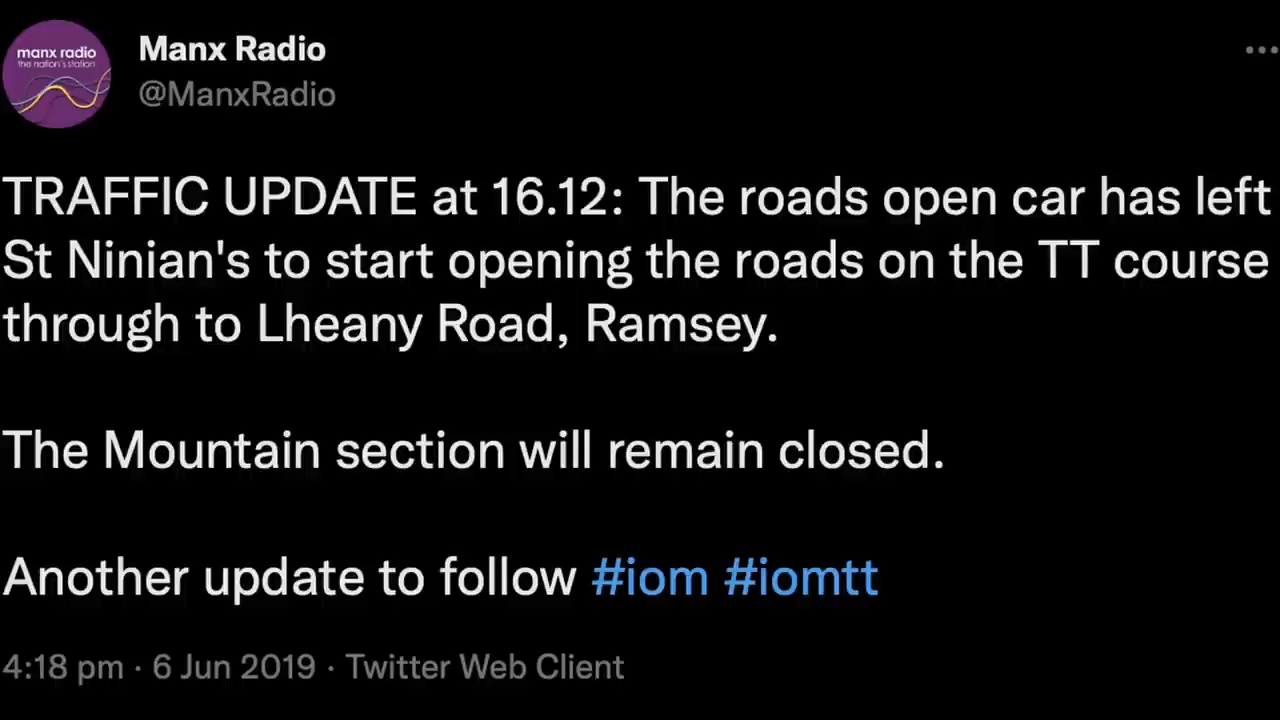 manx radio
the nation's station
Manx Radio
@ManxRadio
TRAFFIC UPDATE at 16.12: The roads open car has left
St Ninian's to start opening the roads on the TT course
through to Lheany Road, Ramsey.
The Mountain section will remain closed.
Another update to follow #iom #iomtt
4:18 pm · 6 Jun 2019 · Twitter Web Client